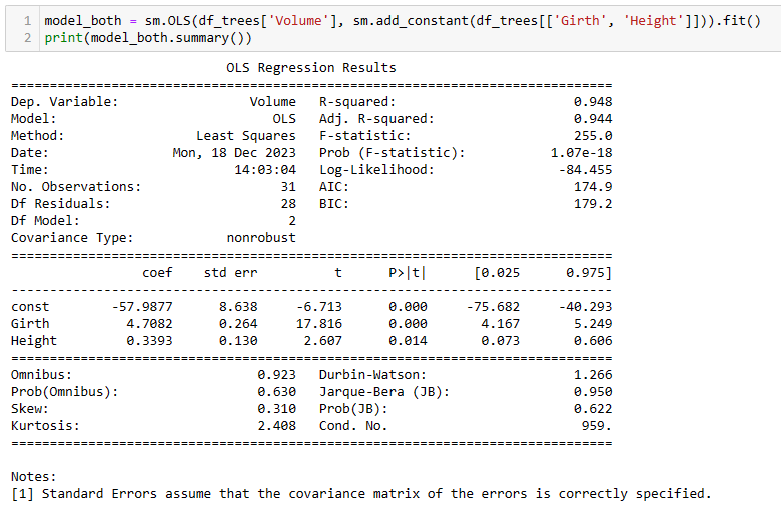 1 model_both = sm.OLS(df_trees['Volume'], sm.add_constant(df_trees[['Girth', 'Height']])).fit()
2 print(model_both.summary())
OLS Regression Results
==============================================================================
Dep. Variable:                 Volume   R-squared:                       0.948
Model:                            OLS   Adj. R-squared:                  0.944
Method:                 Least Squares   F-statistic:                     255.0
Date:                Mon, 18 Dec 2023   Prob (F-statistic):           1.07e-18
Time:                        14:03:04   Log-Likelihood:                -84.455
No. Observations:                  31   AIC:                             174.9
Df Residuals:                      28   BIC:                             179.2
Df Model:                           2
Covariance Type:            nonrobust
==============================================================================
                 coef    std err          t      P>|t|      [0.025      0.975]
------------------------------------------------------------------------------
const        -57.9877      8.638     -6.713      0.000     -75.682     -40.293
Girth          4.7082      0.264     17.816      0.000       4.167       5.249
Height         0.3393      0.130      2.607      0.014       0.073       0.606
==============================================================================
Omnibus:                        0.923   Durbin-Watson:                   1.266
Prob(Omnibus):                  0.630   Jarque-Bera (JB):                0.950
Skew:                           0.310   Prob(JB):                        0.622
Kurtosis:                       2.408   Cond. No.                         959.
==============================================================================
Notes:
[1] Standard Errors assume that the covariance matrix of the errors is correctly specified.